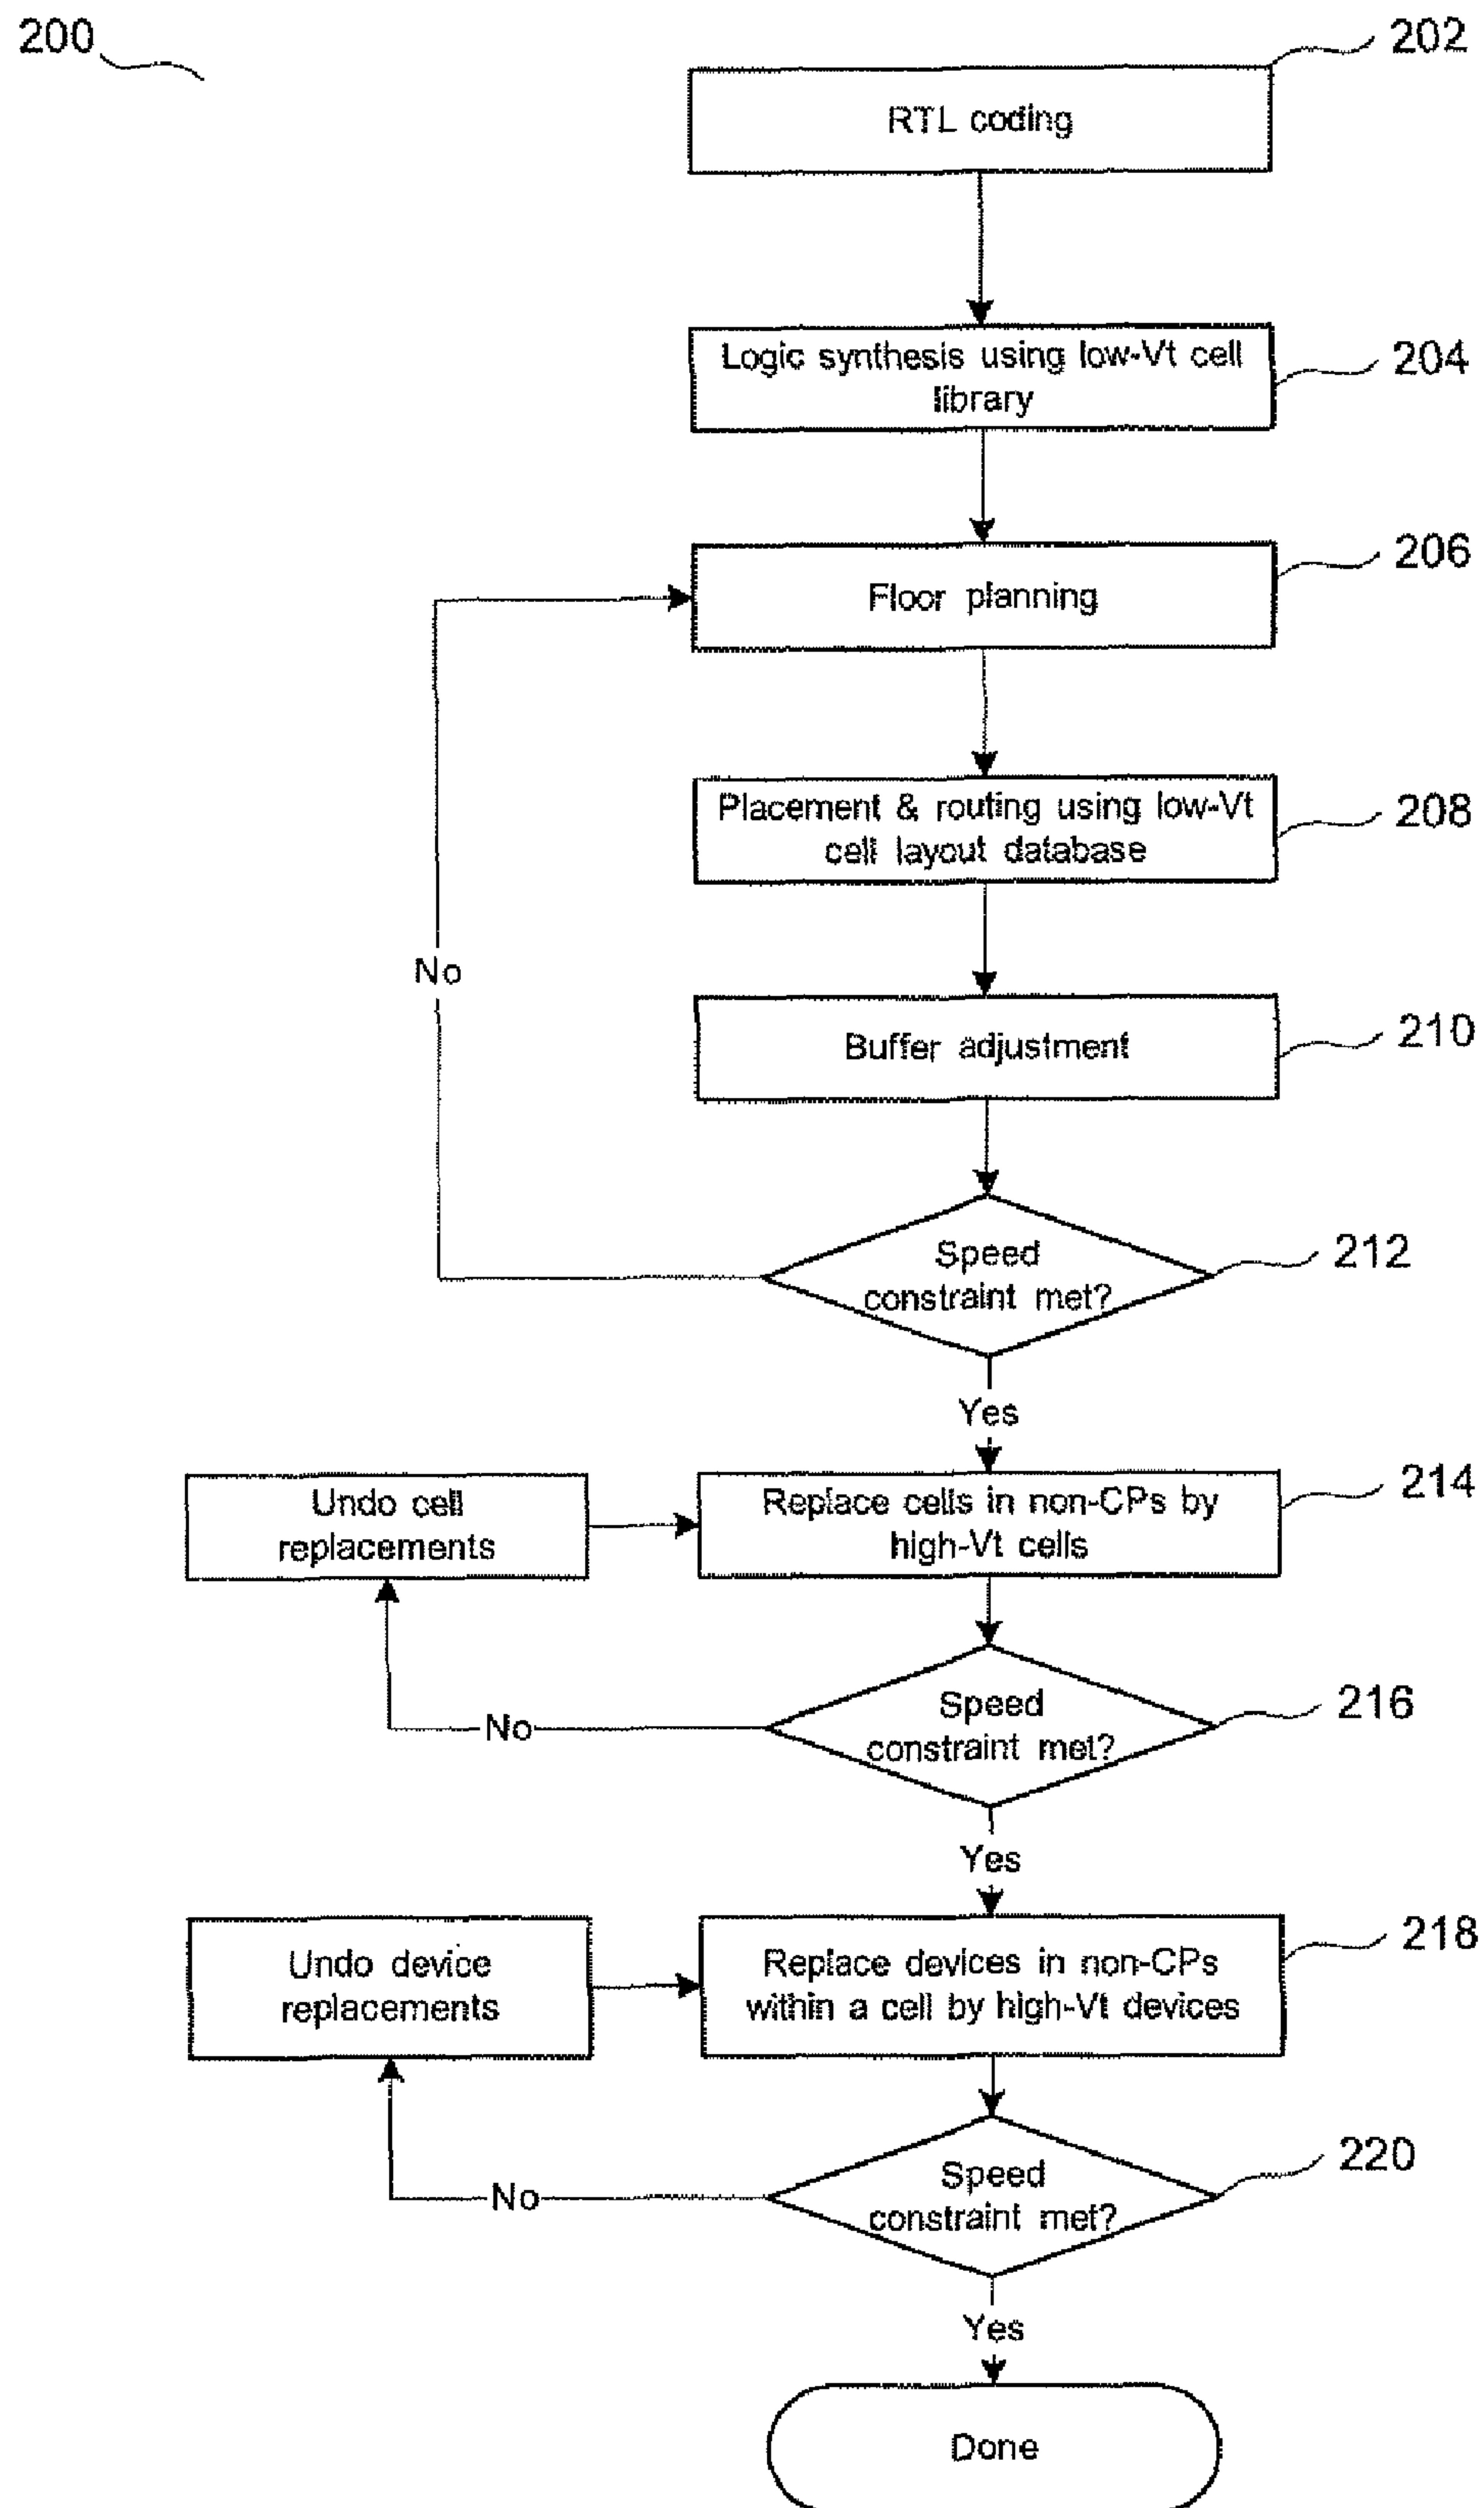 200
202
RTL coding
Logic synthesis using low-Vt cell
library
204
206
Floor planning
Placement & routing using low-Vt
cell layout database
208
No
210
Buffer adjustment
Speed
constraint met?
212
Yes
Undo cell
replacements
Replace cells in non-CPs by
high-Vt cells
214
Speed
constraint met?
216
No
Yes
Undo device
replacements
Replace devices in non-CPs
within a cell by high-Vt devices
218
Speed
constraint met?
220
No
Yes
Done